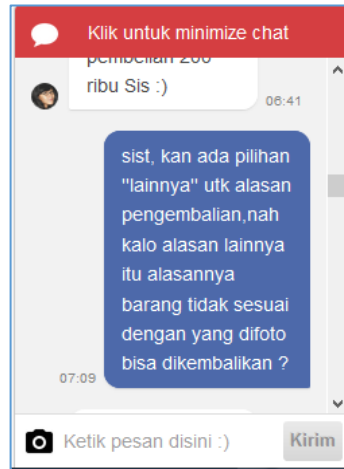 Klik untuk minimize chat
pembelian 200
ribu Sis :)
06:41
sist, kan ada pilihan
"lainnya" utk alasan
pengembalian,nah
kalo alasan lainnya
itu alasannya
barang tidak sesuai
dengan yang difoto
bisa dikembalikan ?
07:09
Ketik pesan disini :)
Kirim